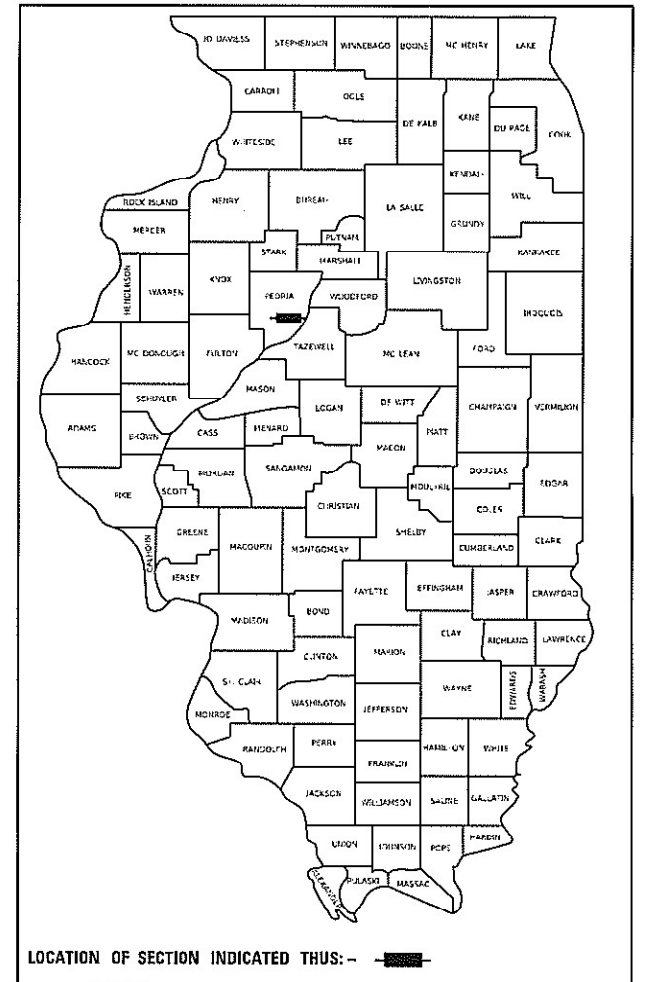 JO DAVIESS STEPHENSON WINNEBAGO BOONE MC HENRY LAKE
CARROLL OGLE DE KALB KANE DU PAGE COOK
WHITESIDE LEE KENDALL WILL
ROCK ISLAND HENRY BUREAU LA SALLE GRUNDY
MERCER STARK PUTNAM MARSHALL KANKAKEE
HENDERSON WARREN KNOX PEORIA WOODFORD LIVINGSTON IROQUOIS
HANCOCK MC DONOUGH FULTON TAZEWELL MC LEAN FORD
SCHUYLER MASON LOGAN DE WITT CHAMPAIGN VERMILION
ADAMS BROWN CASS MENARD MACON PIATT
PIKE SCOTT MORGAN SANGAMON CHRISTIAN MOULTRIE DOUGLAS EDGAR
COLES
CALHOUN GREENE MACOUPIN MONTGOMERY SHELBY CUMBERLAND CLARK
JERSEY FAYETTE EFFINGHAM JASPER CRAWFORD
MADISON BOND
CLAY RICHLAND LAWRENCE
CLINTON MARION
ST. CLAIR WAYNE EDWARDS WABASH
WASHINGTON JEFFERSON
MONROE
RANDOLPH PERRY HAMILTON WHITE
FRANKLIN
JACKSON WILLIAMSON SALINE GALLATIN
UNION JOHNSON POPE HARDIN
ALEXANDER PULASKI MASSAC
LOCATION OF SECTION INDICATED THUS:-